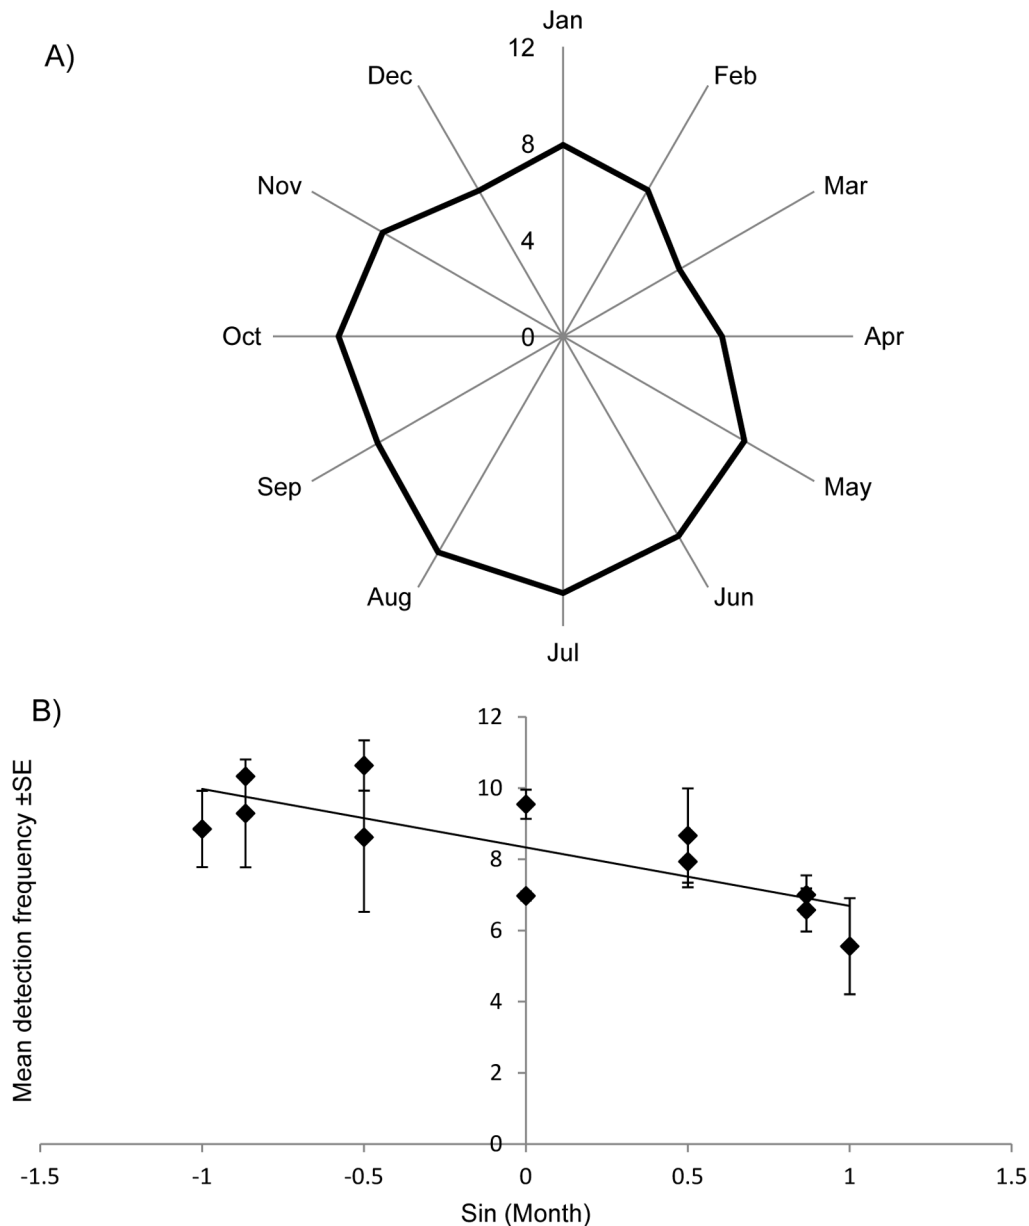 A)
Jan
12
Dec
Feb
8
Nov
Mar
4
Oct
0
Apr
Sep
May
Aug
Jun
Jul
B)
Mean detection frequency ±SE
12
10
8
6
4
2
0
-1.5 -1 -0.5 0 0.5 1 1.5
Sin (Month)